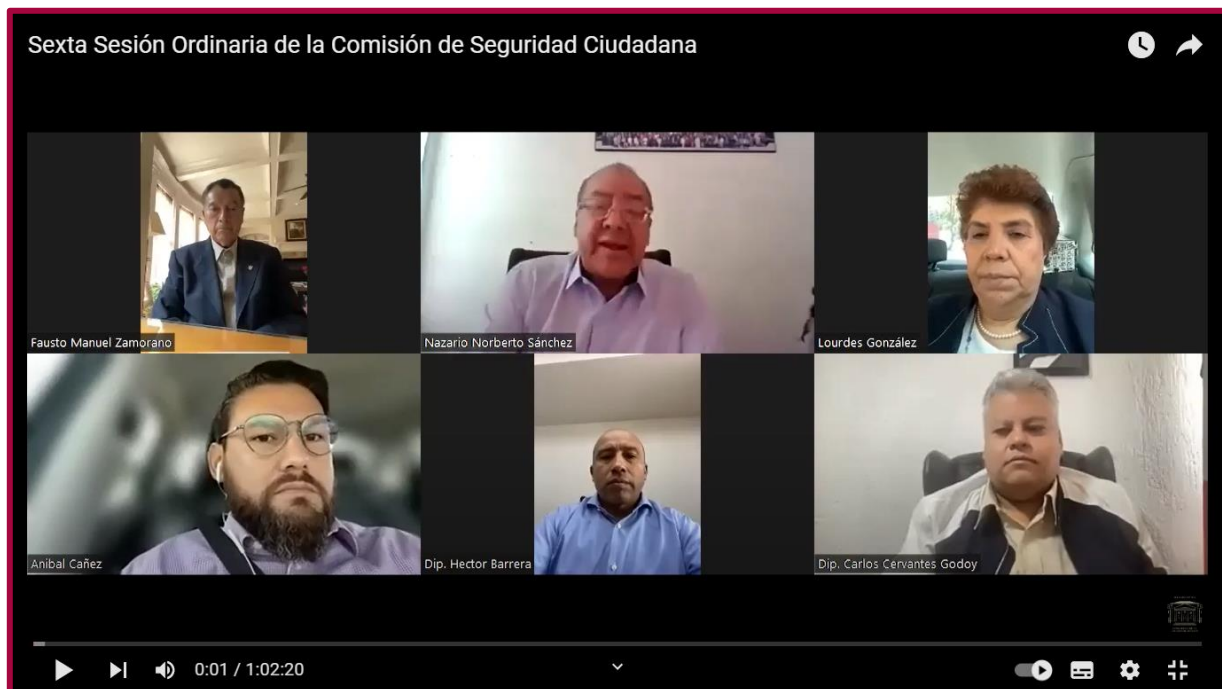 Sexta Sesión Ordinaria de la Comisión de Seguridad Ciudadana
Fausto Manuel Zamorano
Nazario Norberto Sánchez
Lourdes González
Anibal Cañez
Dip. Hector Barrera
Dip. Carlos Cervantes Godoy
0:01 / 1:02:20